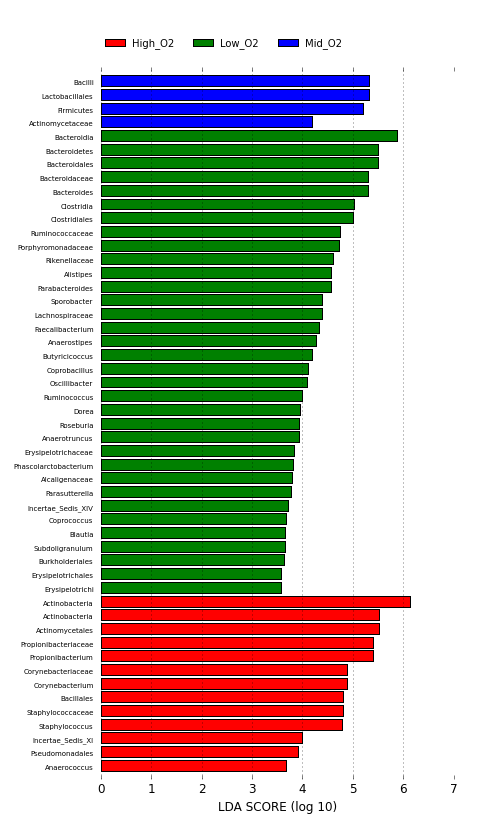 High_O2 Low_O2 Mid_O2
Bacilli
Lactobacillales
Firmicutes
Actinomycetaceae
Bacteroidia
Bacteroidetes
Bacteroidales
Bacteroidaceae
Bacteroides
Clostridia
Clostridiales
Ruminococcaceae
Porphyromonadaceae
Rikenellaceae
Alistipes
Parabacteroides
Sporobacter
Lachnospiraceae
Faecalibacterium
Anaerostipes
Butyricicoccus
Coprobacillus
Oscillibacter
Ruminococcus
Dorea
Roseburia
Anaerotruncus
Erysipelotrichaceae
Phascolarctobacterium
Alcaligenaceae
Parasutterella
Incertae_Sedis_XIV
Coprococcus
Blautia
Subdoligranulum
Burkholderiales
Erysipelotrichales
Erysipelotrichi
Actinobacteria
Actinobacteria
Actinomycetales
Propionibacteriaceae
Propionibacterium
Corynebacteriaceae
Corynebacterium
Bacillales
Staphylococcaceae
Staphylococcus
Incertae_Sedis_XI
Pseudomonadales
Anaerococcus
0 1 2 3 4 5 6 7
LDA SCORE (log 10)